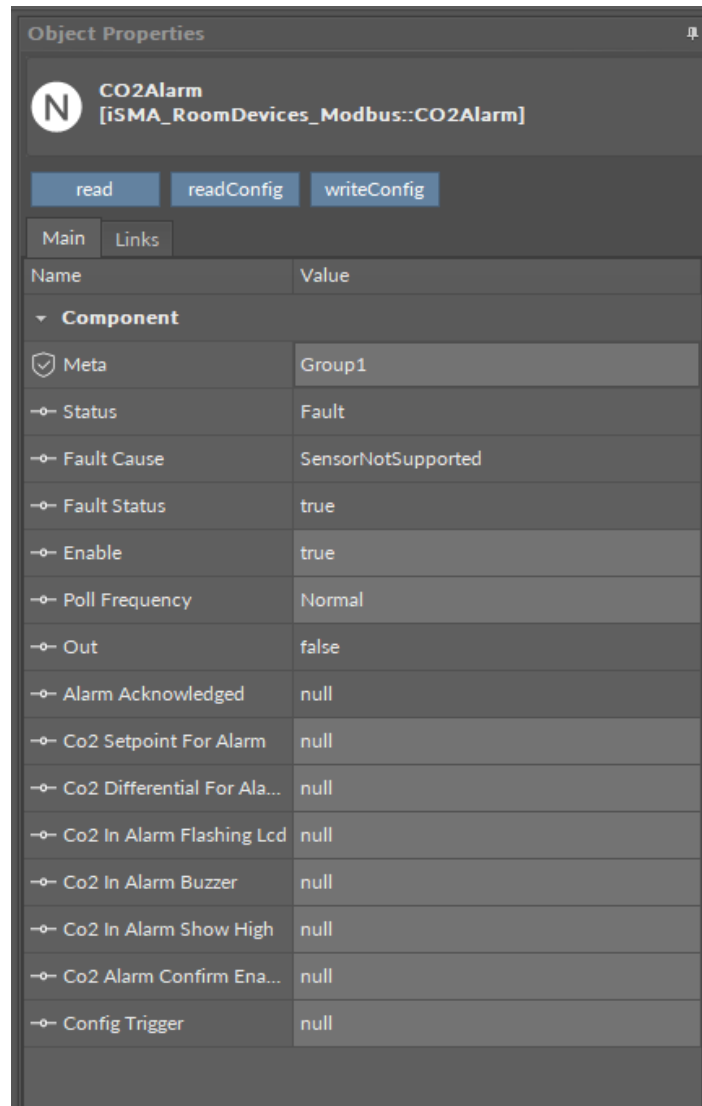 Object Properties
N
CO2Alarm
[iSMA_RoomDevices_Modbus::CO2Alarm]
read readConfig writeConfig
Main Links
Name Value
Component
Meta Group1
Status Fault
Fault Cause SensorNotSupported
Fault Status true
Enable true
Poll Frequency Normal
Out false
Alarm Acknowledged null
Co2 Setpoint For Alarm null
Co2 Differential For Ala... null
Co2 In Alarm Flashing Lcd null
Co2 In Alarm Buzzer null
Co2 In Alarm Show High null
Co2 Alarm Confirm Ena... null
Config Trigger null